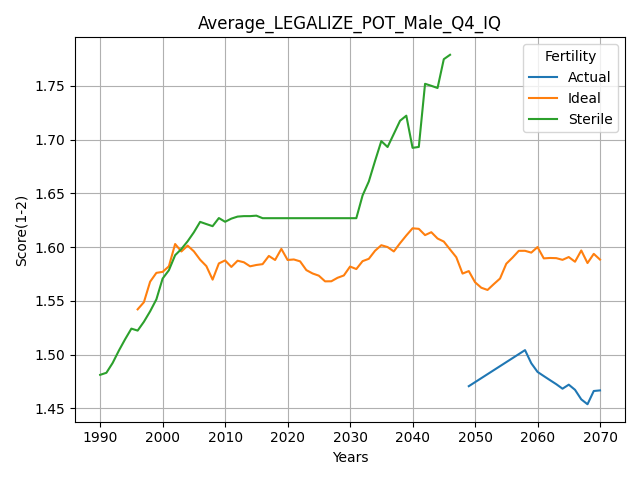 Average_LEGALIZE_POT_Male_Q4_IQ
Fertility
Actual
Ideal
Sterile
Score(1-2)
1.75
1.70
1.65
1.60
1.55
1.50
1.45
1990 2000 2010 2020 2030 2040 2050 2060 2070
Years